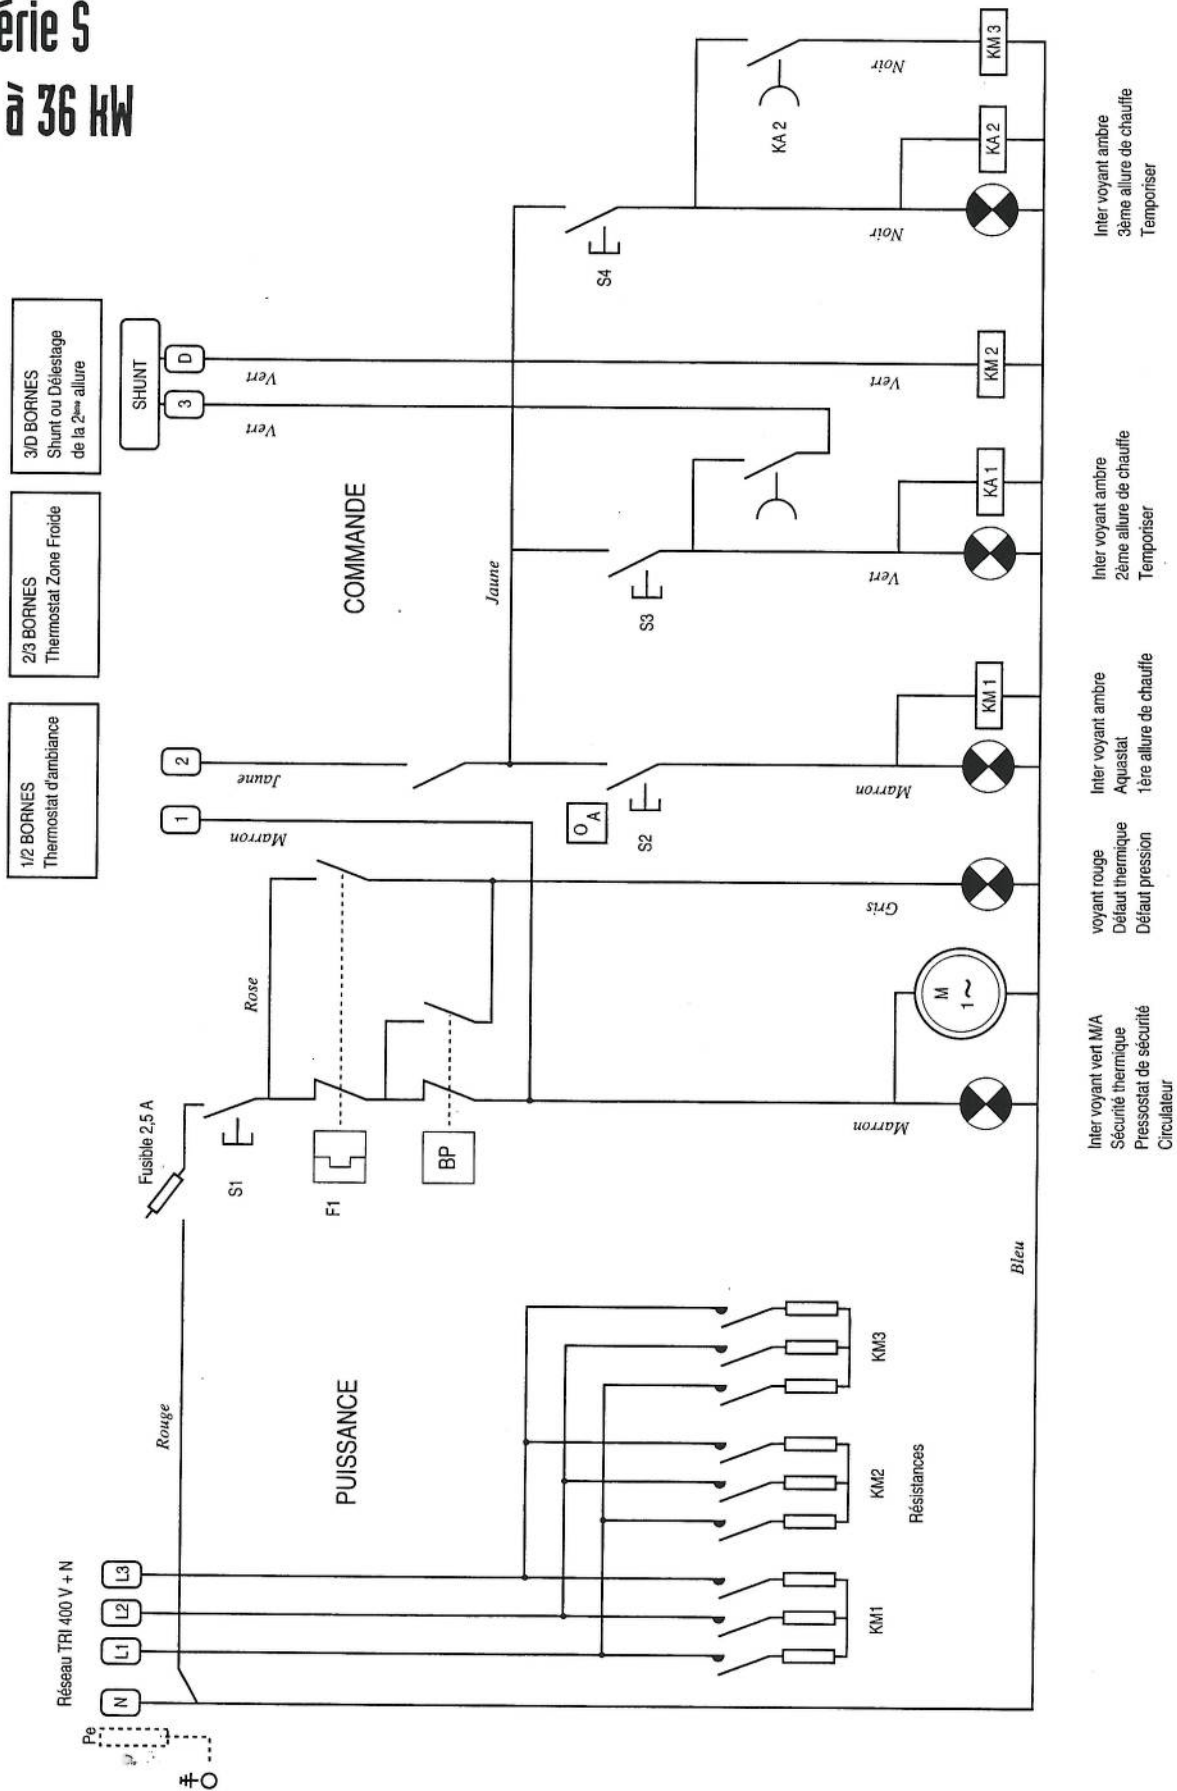 érie S
à 36 kW
1/2 BORNES
Thermostat d'ambiance
2/3 BORNES
Thermostat Zone Froide
3/D BORNES
Shunt ou Délestage
de la 2ème allure
Réseau TRI 400 V + N
Pe
N
L1
L2
L3
1
2
SHUNT
3
D
Rouge
Fusible 2,5 A
Rose
Marron
Jaune
Vert
Vert
PUISSANCE
COMMANDE
S1
F1
BP
Jaune
O
A
S2
S3
S4
KA 2
Noir
Marron
Gris
Marron
Vert
Vert
Noir
KM1
KM2
KM3
Résistances
M
1~
KM 1
KA 1
KM 2
KA 2
KM 3
Bleu
Inter voyant vert M/A
Sécurité thermique
Pressostat de sécurité
Circulateur
voyant rouge
Défaut thermique
Défaut pression
Inter voyant ambre
Aquastat
1ère allure de chauffe
Inter voyant ambre
2ème allure de chauffe
Temporiser
Inter voyant ambre
3ème allure de chauffe
Temporiser